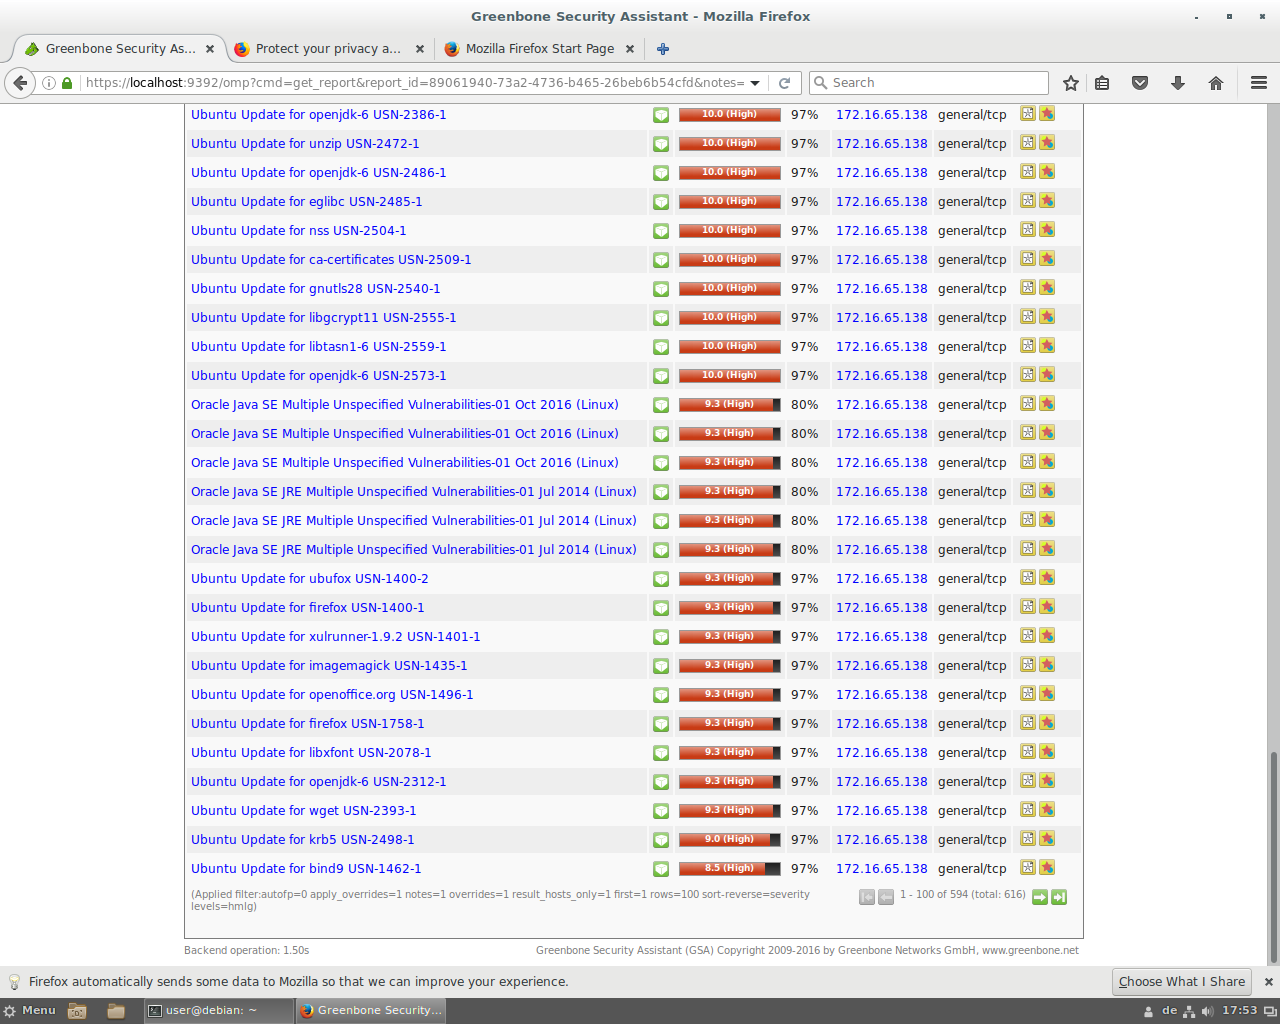 Greenbone Security Assistant - Mozilla Firefox
Greenbone Security As...
Protect your privacy a...
Mozilla Firefox Start Page
https://localhost:9392/omp?cmd=get_report&report_id=89061940-73a2-4736-b465-26beb6b54cfd&notes=
Search
Ubuntu Update for openjdk-6 USN-2386-1 10.0 (High) 97% 172.16.65.138 general/tcp
Ubuntu Update for unzip USN-2472-1 10.0 (High) 97% 172.16.65.138 general/tcp
Ubuntu Update for openjdk-6 USN-2486-1 10.0 (High) 97% 172.16.65.138 general/tcp
Ubuntu Update for eglibc USN-2485-1 10.0 (High) 97% 172.16.65.138 general/tcp
Ubuntu Update for nss USN-2504-1 10.0 (High) 97% 172.16.65.138 general/tcp
Ubuntu Update for ca-certificates USN-2509-1 10.0 (High) 97% 172.16.65.138 general/tcp
Ubuntu Update for gnutls28 USN-2540-1 10.0 (High) 97% 172.16.65.138 general/tcp
Ubuntu Update for libgcrypt11 USN-2555-1 10.0 (High) 97% 172.16.65.138 general/tcp
Ubuntu Update for libtasn1-6 USN-2559-1 10.0 (High) 97% 172.16.65.138 general/tcp
Ubuntu Update for openjdk-6 USN-2573-1 10.0 (High) 97% 172.16.65.138 general/tcp
Oracle Java SE Multiple Unspecified Vulnerabilities-01 Oct 2016 (Linux) 9.3 (High) 80% 172.16.65.138 general/tcp
Oracle Java SE Multiple Unspecified Vulnerabilities-01 Oct 2016 (Linux) 9.3 (High) 80% 172.16.65.138 general/tcp
Oracle Java SE Multiple Unspecified Vulnerabilities-01 Oct 2016 (Linux) 9.3 (High) 80% 172.16.65.138 general/tcp
Oracle Java SE JRE Multiple Unspecified Vulnerabilities-01 Jul 2014 (Linux) 9.3 (High) 80% 172.16.65.138 general/tcp
Oracle Java SE JRE Multiple Unspecified Vulnerabilities-01 Jul 2014 (Linux) 9.3 (High) 80% 172.16.65.138 general/tcp
Oracle Java SE JRE Multiple Unspecified Vulnerabilities-01 Jul 2014 (Linux) 9.3 (High) 80% 172.16.65.138 general/tcp
Ubuntu Update for ubufox USN-1400-2 9.3 (High) 97% 172.16.65.138 general/tcp
Ubuntu Update for firefox USN-1400-1 9.3 (High) 97% 172.16.65.138 general/tcp
Ubuntu Update for xulrunner-1.9.2 USN-1401-1 9.3 (High) 97% 172.16.65.138 general/tcp
Ubuntu Update for imagemagick USN-1435-1 9.3 (High) 97% 172.16.65.138 general/tcp
Ubuntu Update for openoffice.org USN-1496-1 9.3 (High) 97% 172.16.65.138 general/tcp
Ubuntu Update for firefox USN-1758-1 9.3 (High) 97% 172.16.65.138 general/tcp
Ubuntu Update for libxfont USN-2078-1 9.3 (High) 97% 172.16.65.138 general/tcp
Ubuntu Update for openjdk-6 USN-2312-1 9.3 (High) 97% 172.16.65.138 general/tcp
Ubuntu Update for wget USN-2393-1 9.3 (High) 97% 172.16.65.138 general/tcp
Ubuntu Update for krb5 USN-2498-1 9.0 (High) 97% 172.16.65.138 general/tcp
Ubuntu Update for bind9 USN-1462-1 8.5 (High) 97% 172.16.65.138 general/tcp
(Applied filter:autofp=0 apply_overrides=1 notes=1 overrides=1 result_hosts_only=1 first=1 rows=100 sort-reverse=severity
levels=hmlg)
1 - 100 of 594 (total: 616)
Backend operation: 1.50s
Greenbone Security Assistant (GSA) Copyright 2009-2016 by Greenbone Networks GmbH, www.greenbone.net
Firefox automatically sends some data to Mozilla so that we can improve your experience.
Choose What I Share
Menu
user@debian: ~
Greenbone Security...
de
17:53